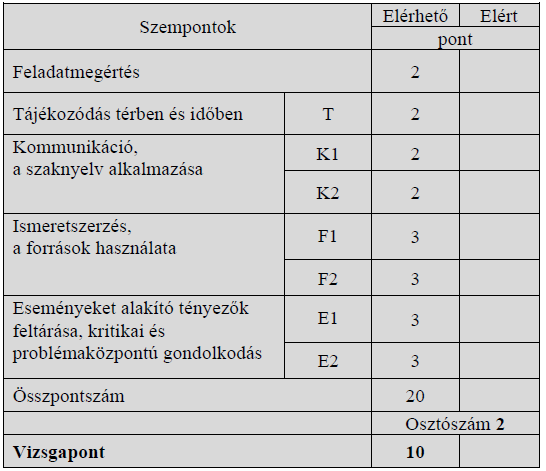 Szempontok Elérhető Elért
pont
Feladatmegértés 2
Tájékozódás térben és időben T 2
Kommunikáció,
a szaknyelv alkalmazása
K1 2
K2 2
Ismeretszerzés,
a források használata
F1 3
F2 3
Eseményeket alakító tényezők
feltárása, kritikai és
problémaközpontú gondolkodás
E1 3
E2 3
Összpontszám 20
Osztószám 2
Vizsgapont 10